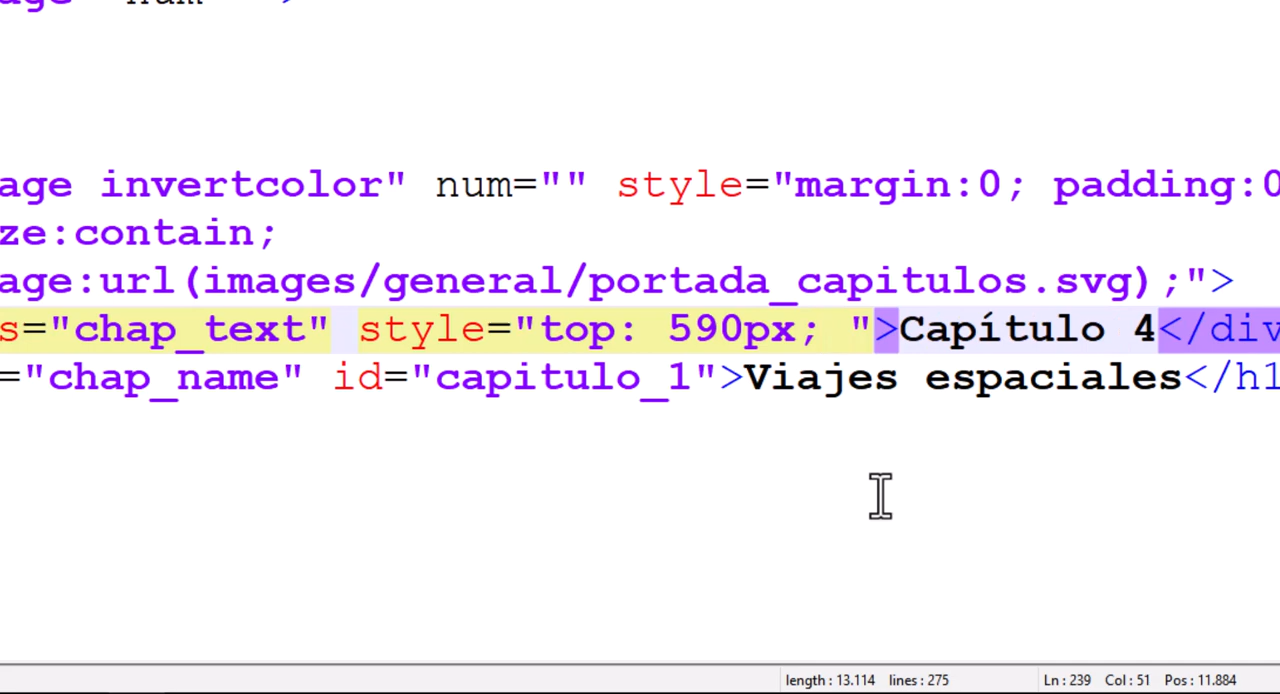 age invertcolor" num="" style="margin:0; padding:0
ze:contain;
age:url(images/general/portada_capitulos.svg);">
s="chap_text" style="top: 590px; ">Capítulo 4</div
="chap_name" id="capitulo_1">Viajes espaciales</h1
length : 13.114 lines : 275 Ln : 239 Col : 51 Pos : 11.884